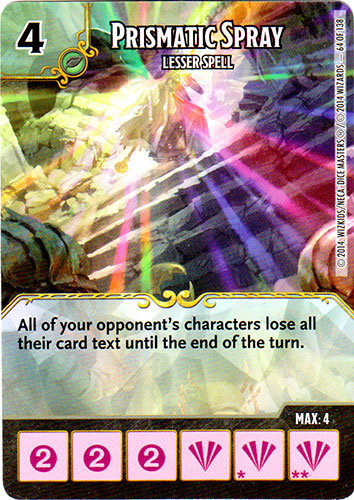 4
PRISMATIC SPRAY
LESSER SPELL
©2014 WIZKIDS/NECA: DICE MASTERS ⓜ/©2014 WIZARDS — 64 OF 138
All of your opponent's characters lose all
their card text until the end of the turn.
MAX: 4
2 2 2
* **